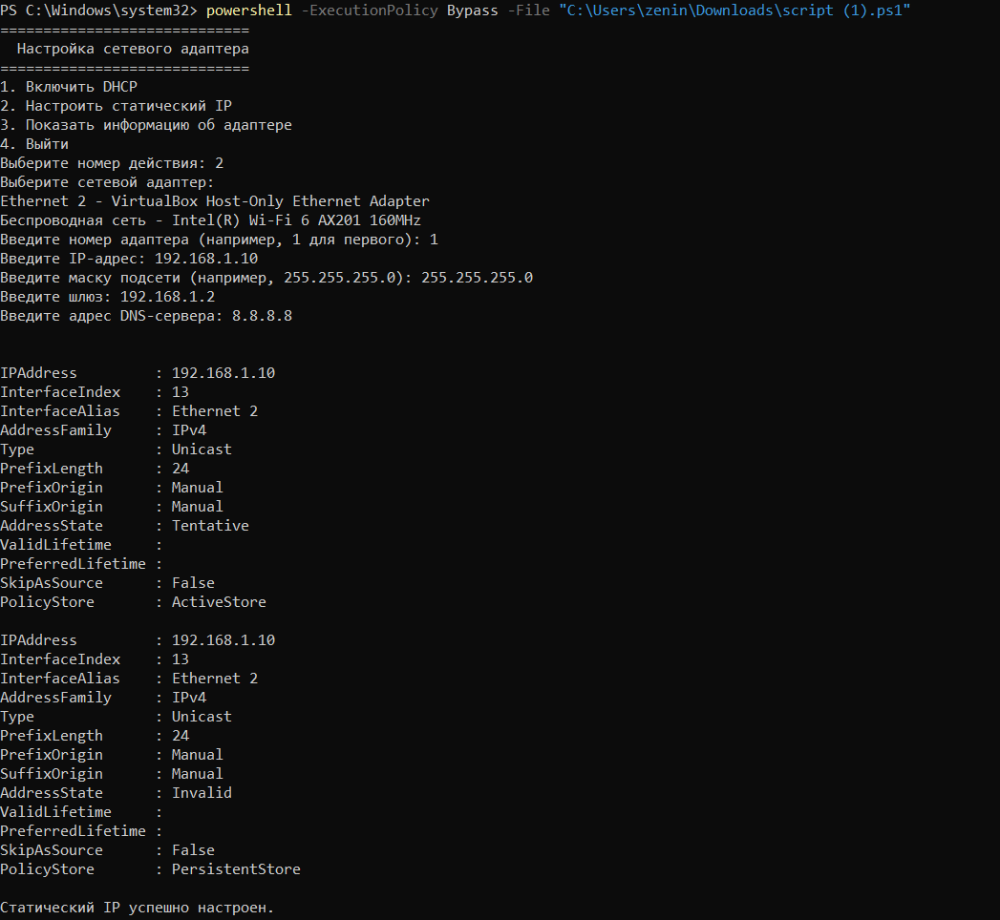 PS C:\Windows\system32> powershell -ExecutionPolicy Bypass -File "C:\Users\zenin\Downloads\script (1).ps1"
=============================
  Настройка сетевого адаптера
=============================
1. Включить DHCP
2. Настроить статический IP
3. Показать информацию об адаптере
4. Выйти
Выберите номер действия: 2
Выберите сетевой адаптер:
Ethernet 2 - VirtualBox Host-Only Ethernet Adapter
Беспроводная сеть - Intel(R) Wi-Fi 6 AX201 160MHz
Введите номер адаптера (например, 1 для первого): 1
Введите IP-адрес: 192.168.1.10
Введите маску подсети (например, 255.255.255.0): 255.255.255.0
Введите шлюз: 192.168.1.2
Введите адрес DNS-сервера: 8.8.8.8
IPAddress         : 192.168.1.10
InterfaceIndex    : 13
InterfaceAlias    : Ethernet 2
AddressFamily     : IPv4
Type              : Unicast
PrefixLength      : 24
PrefixOrigin      : Manual
SuffixOrigin      : Manual
AddressState      : Tentative
ValidLifetime     :
PreferredLifetime :
SkipAsSource      : False
PolicyStore       : ActiveStore
IPAddress         : 192.168.1.10
InterfaceIndex    : 13
InterfaceAlias    : Ethernet 2
AddressFamily     : IPv4
Type              : Unicast
PrefixLength      : 24
PrefixOrigin      : Manual
SuffixOrigin      : Manual
AddressState      : Invalid
ValidLifetime     :
PreferredLifetime :
SkipAsSource      : False
PolicyStore       : PersistentStore
Статический IP успешно настроен.